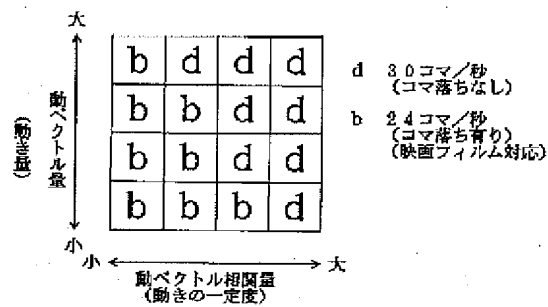 大
動ベクトル量
(動き量)
小
b d d d
b b d d
b b d d
b b b d
小 大
動ベクトル相関量
(動きの一定度)
d 30コマ/秒
(コマ落ちなし)
b 24コマ/秒
(コマ落ち有り)
(映画フィルム対応)